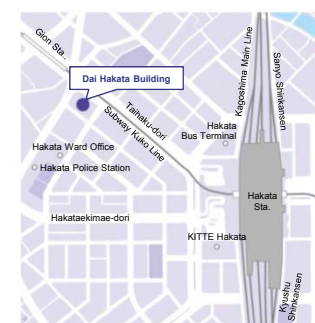 Gion Sta..
Dai Hakata Building
Taihaku-dori
Subway Kuko Line
Kagoshima Main Line
Sanyo Shinkansen
Hakata
Bus Terminal
Hakata Ward Office
Hakata Police Station
Hakata
Sta.
Hakataekimae-dori
KITTE Hakata
Kyushu
Shinkansen